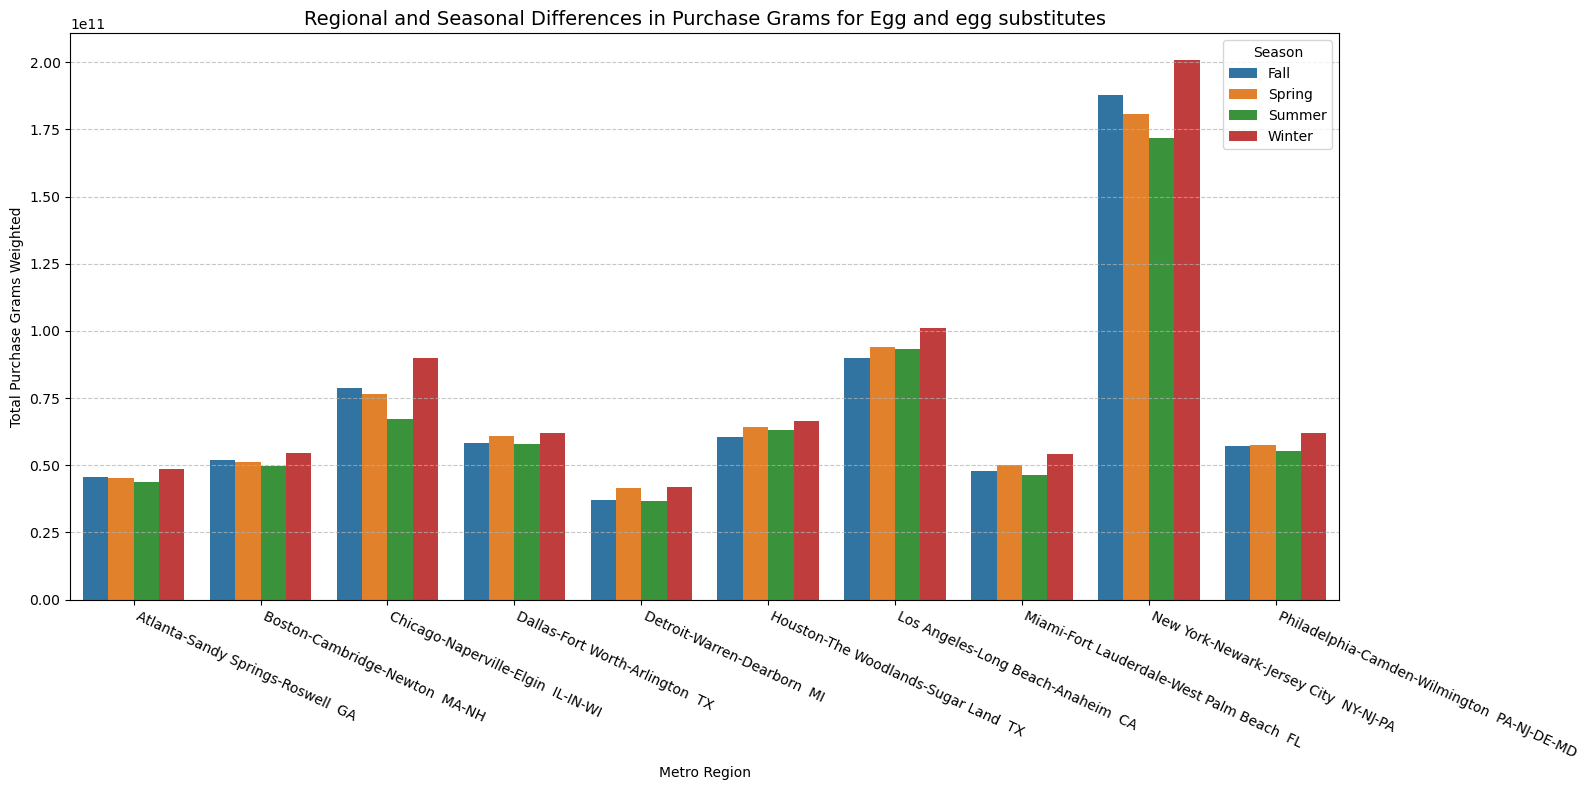 Regional and Seasonal Differences in Purchase Grams for Egg and egg substitutes
1e11
Season
Fall
Spring
Summer
Winter
Total Purchase Grams Weighted
2.00
1.75
1.50
1.25
1.00
0.75
0.50
0.25
0.00
Atlanta-Sandy Springs-Roswell  GA
Boston-Cambridge-Newton  MA-NH
Chicago-Naperville-Elgin  IL-IN-WI
Dallas-Fort Worth-Arlington  TX
Detroit-Warren-Dearborn  MI
Houston-The Woodlands-Sugar Land  TX
Los Angeles-Long Beach-Anaheim  CA
Miami-Fort Lauderdale-West Palm Beach  FL
New York-Newark-Jersey City  NY-NJ-PA
Philadelphia-Camden-Wilmington  PA-NJ-DE-MD
Metro Region